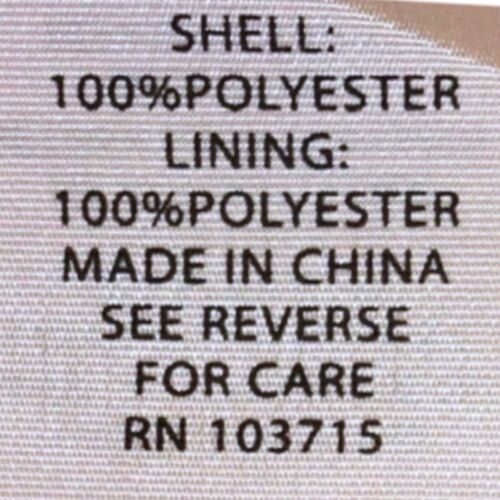 SHELL:
100%POLYESTER
LINING:
100%POLYESTER
MADE IN CHINA
SEE REVERSE
FOR CARE
RN 103715